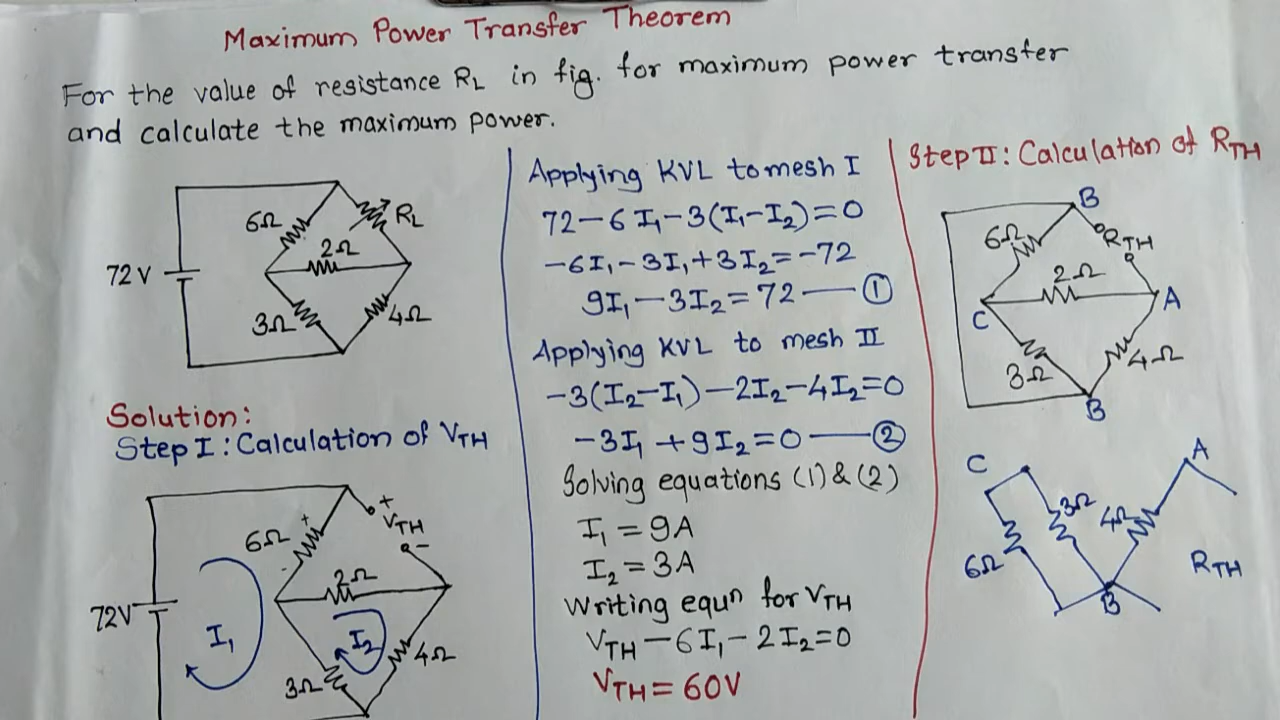 Maximum Power Transfer Theorem
For the value of resistance RL in fig. for maximum power transfer
and calculate the maximum power.
6Ω
RL
2Ω
72 V
3Ω
4Ω
Solution:
Step I : Calculation of VTH
+
VTH
-
6Ω
+
-
2Ω
72V
I₁
I₂
4Ω
3Ω
Applying KVL to mesh I
72-6I₁-3(I₁-I₂)=0
-6I₁-3I₁+3I₂=-72
9I₁-3I₂=72 — ①
Applying KVL to mesh II
-3(I₂-I₁)-2I₂-4I₂=0
-3I₁+9I₂=0 — ②
Solving equations (1) & (2)
I₁ = 9A
I₂ = 3A
Writing equⁿ for VTH
VTH-6I₁-2I₂=0
VTH = 60V
Step II : Calculation of RTH
B
6Ω
RTH
2Ω
C
A
3Ω
4Ω
B
C
A
3Ω
4Ω
6Ω
RTH
B